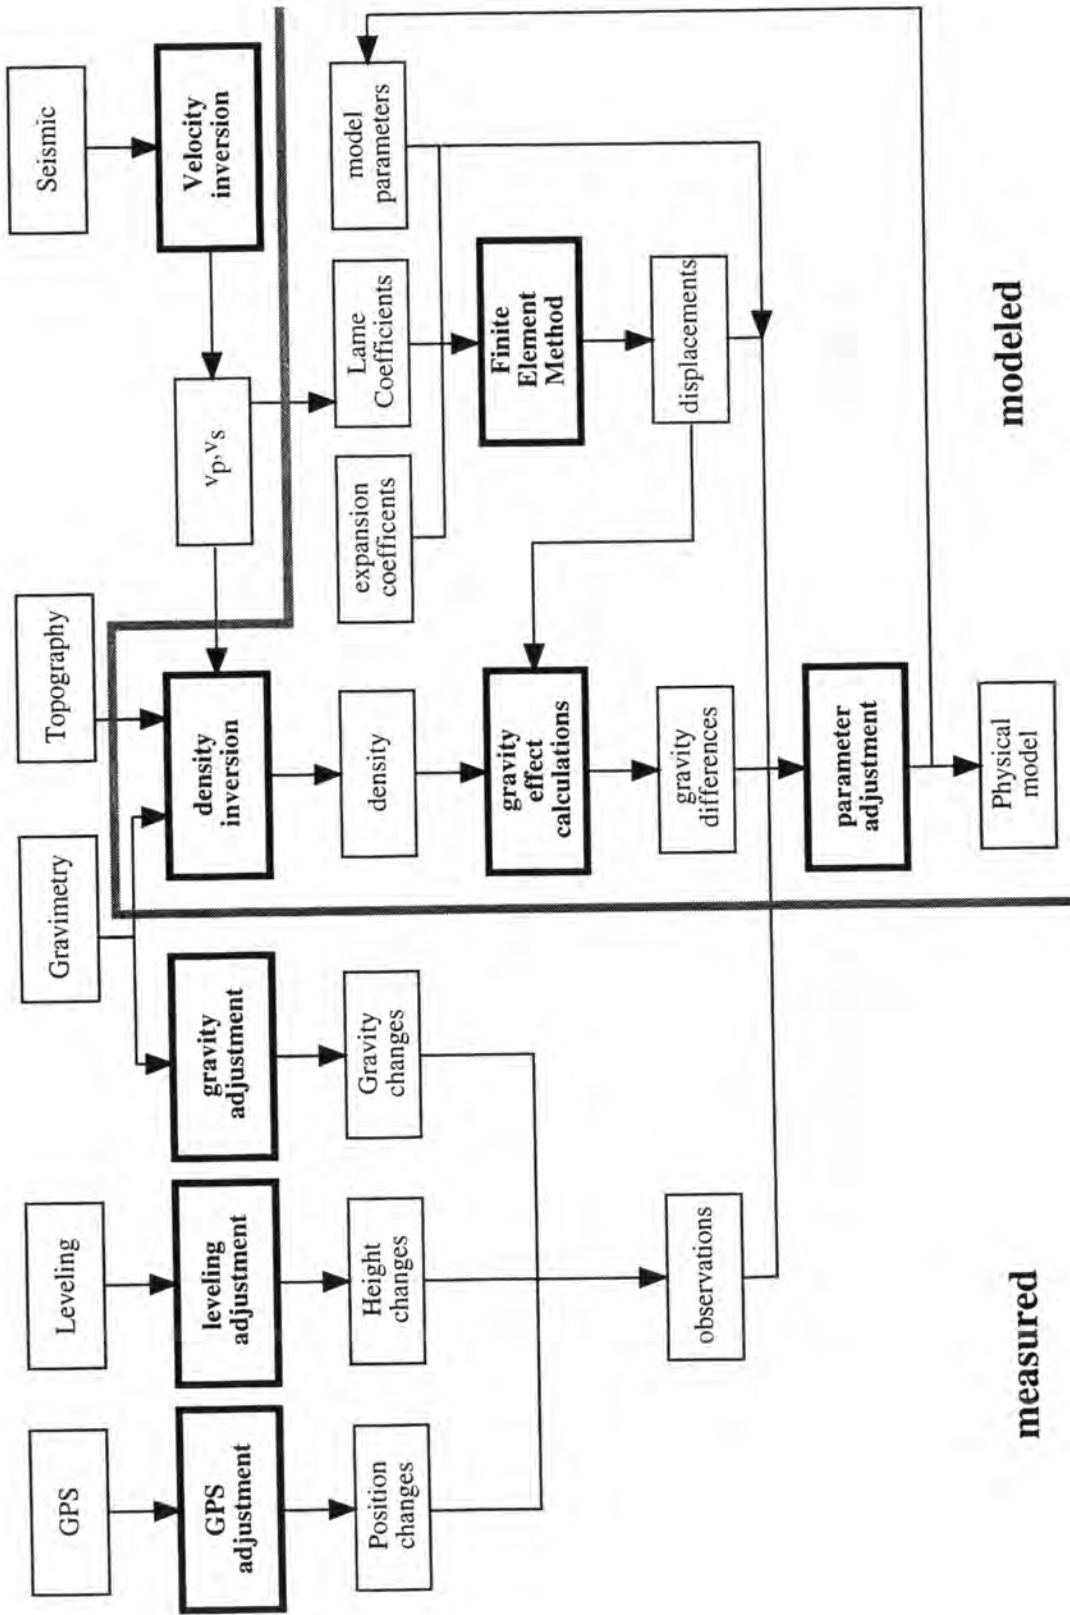 GPS
Leveling
Gravimetry
Topography
Seismic
GPS
adjustment
leveling
adjustment
gravity
adjustment
density
inversion
vp,vs
Velocity
inversion
Position
changes
Height
changes
Gravity
changes
density
expansion
coefficents
Lame
Coefficients
model
parameters
gravity
effect
calculations
Finite
Element
Method
observations
gravity
differences
displacements
parameter
adjustment
Physical
model
measured
modeled